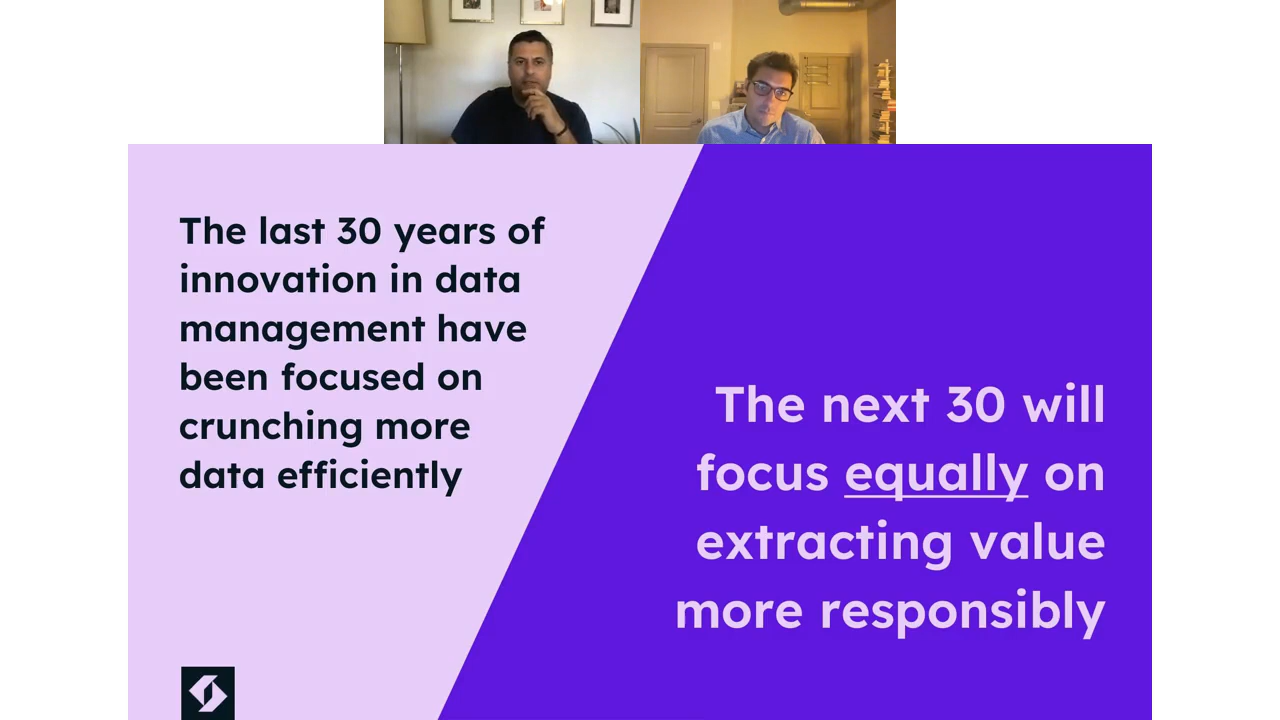 The last 30 years of
innovation in data
management have
been focused on
crunching more
data efficiently
The next 30 will
focus equally on
extracting value
more responsibly